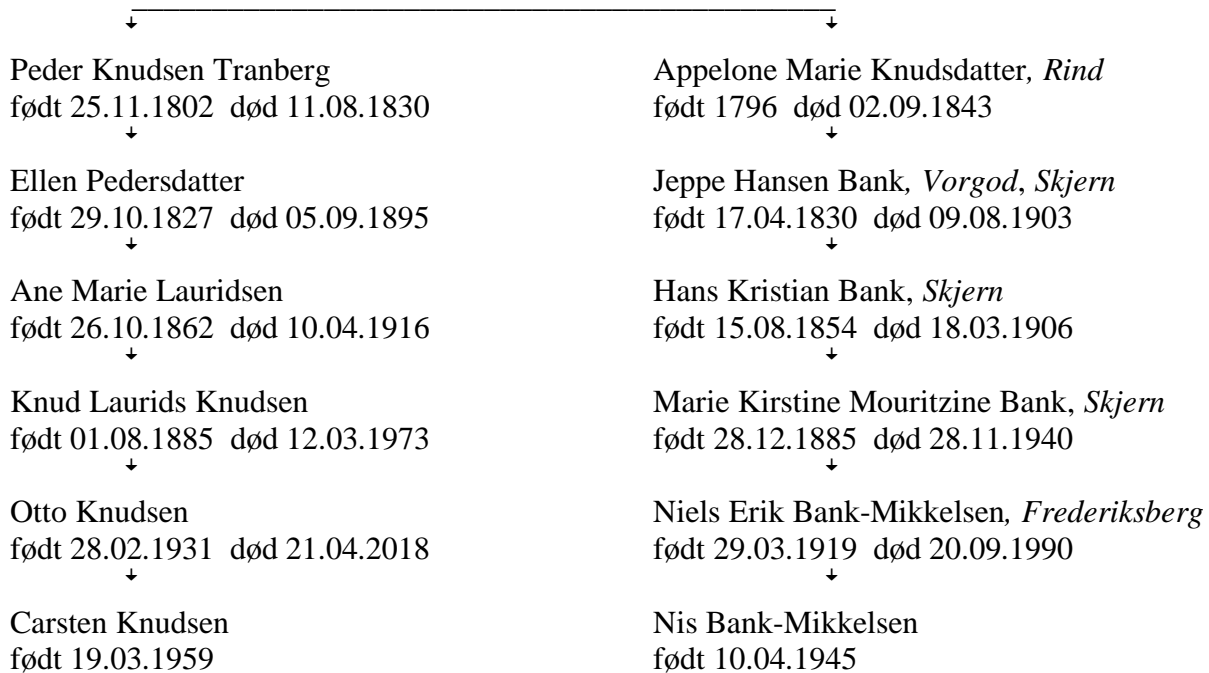 Peder Knudsen Tranberg
født 25.11.1802 død 11.08.1830
Ellen Pedersdatter
født 29.10.1827 død 05.09.1895
Ane Marie Lauridsen
født 26.10.1862 død 10.04.1916
Knud Laurids Knudsen
født 01.08.1885 død 12.03.1973
Otto Knudsen
født 28.02.1931 død 21.04.2018
Carsten Knudsen
født 19.03.1959
Appelone Marie Knudsdatter, Rind
født 1796 død 02.09.1843
Jeppe Hansen Bank, Vorgod, Skjern
født 17.04.1830 død 09.08.1903
Hans Kristian Bank, Skjern
født 15.08.1854 død 18.03.1906
Marie Kirstine Mouritzine Bank, Skjern
født 28.12.1885 død 28.11.1940
Niels Erik Bank-Mikkelsen, Frederiksberg
født 29.03.1919 død 20.09.1990
Nis Bank-Mikkelsen
født 10.04.1945